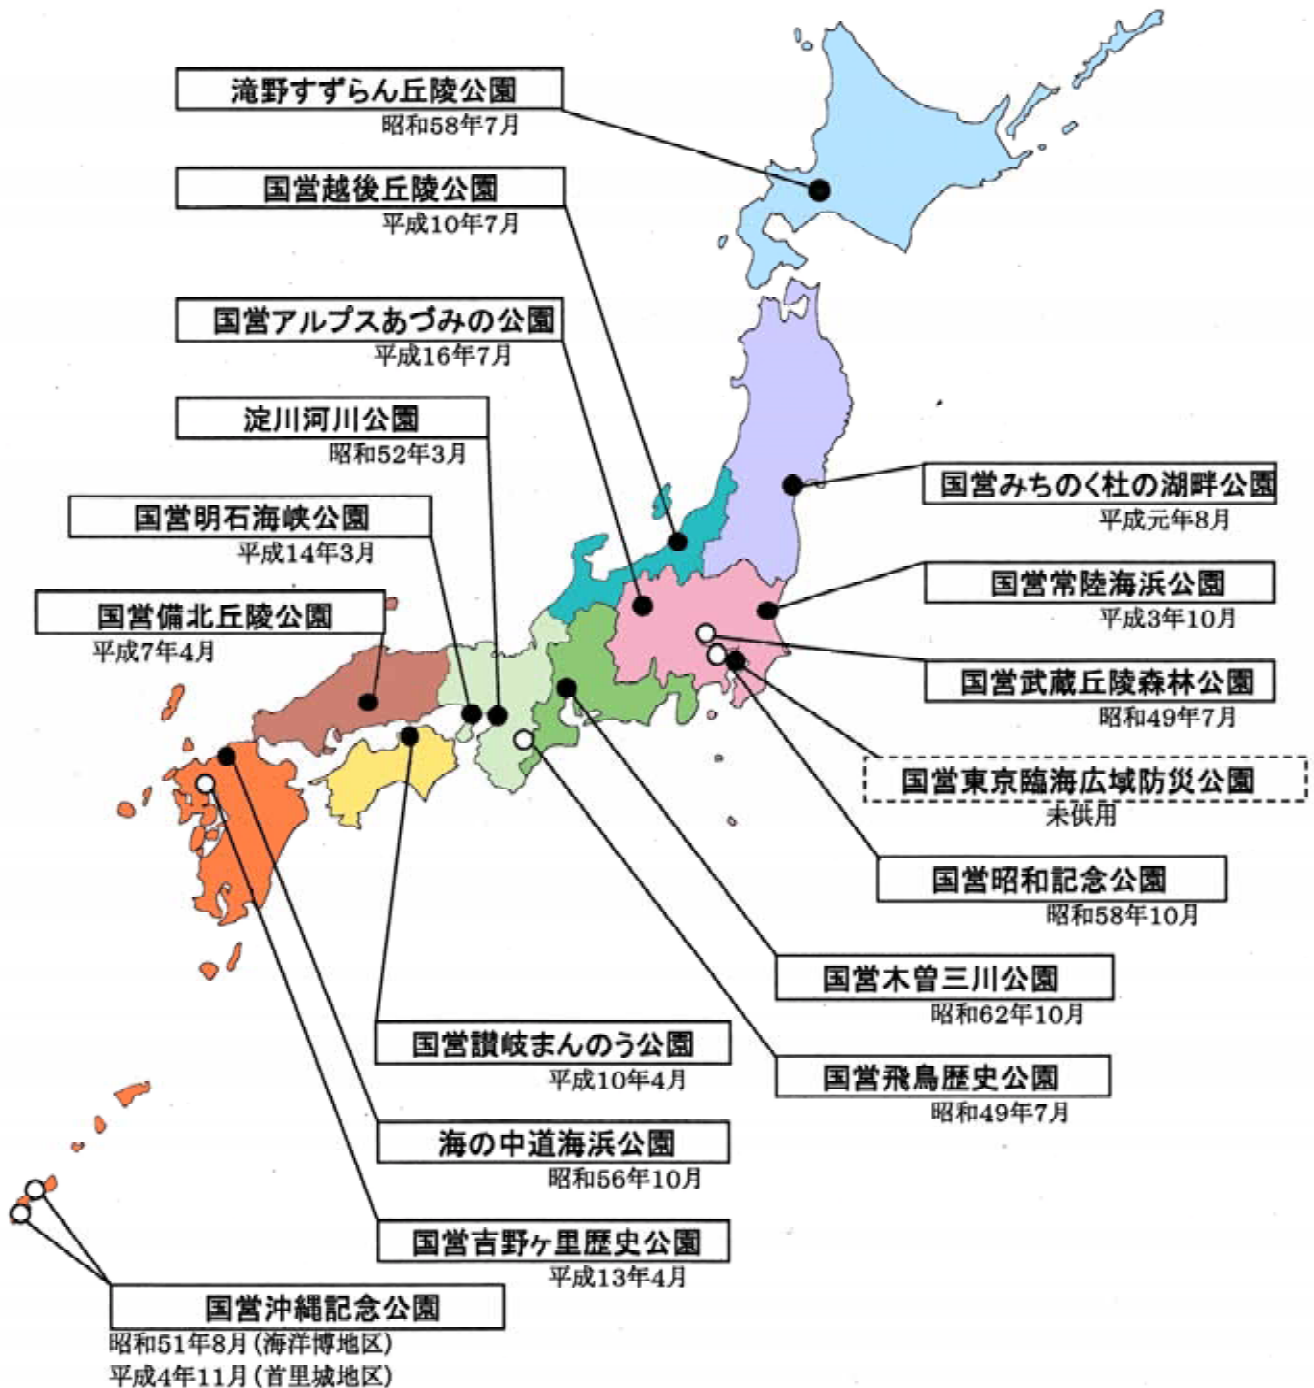 滝野すずらん丘陵公園
昭和58年7月
国営越後丘陵公園
平成10年7月
国営アルプスあづみの公園
平成16年7月
淀川河川公園
昭和52年3月
国営明石海峡公園
平成14年3月
国営備北丘陵公園
平成7年4月
国営みちのく杜の湖畔公園
平成元年8月
国営常陸海浜公園
平成3年10月
国営武蔵丘陵森林公園
昭和49年7月
国営東京臨海広域防災公園
未供用
国営昭和記念公園
昭和58年10月
国営木曽三川公園
昭和62年10月
国営飛鳥歴史公園
昭和49年7月
国営讃岐まんのう公園
平成10年4月
海の中道海浜公園
昭和56年10月
国営吉野ヶ里歴史公園
平成13年4月
国営沖縄記念公園
昭和51年8月(海洋博地区)
平成4年11月(首里城地区)